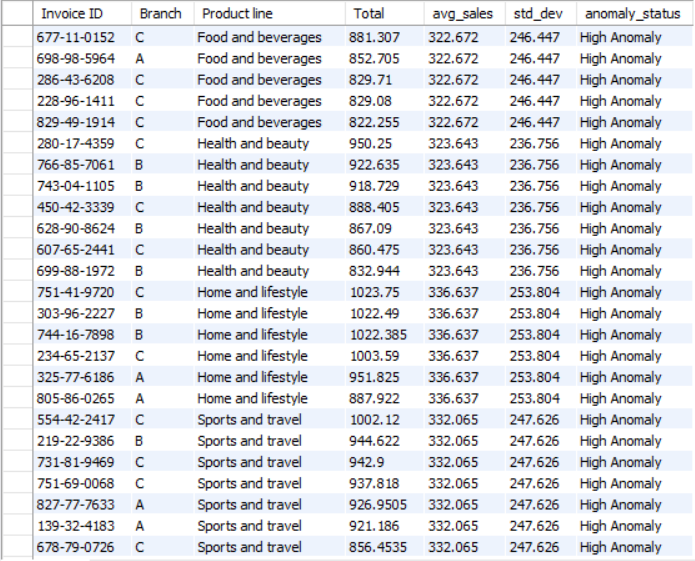 Invoice ID Branch Product line Total avg_sales std_dev anomaly_status
677-11-0152 C Food and beverages 881.307 322.672 246.447 High Anomaly
698-98-5964 A Food and beverages 852.705 322.672 246.447 High Anomaly
286-43-6208 C Food and beverages 829.71 322.672 246.447 High Anomaly
228-96-1411 C Food and beverages 829.08 322.672 246.447 High Anomaly
829-49-1914 C Food and beverages 822.255 322.672 246.447 High Anomaly
280-17-4359 C Health and beauty 950.25 323.643 236.756 High Anomaly
766-85-7061 B Health and beauty 922.635 323.643 236.756 High Anomaly
743-04-1105 B Health and beauty 918.729 323.643 236.756 High Anomaly
450-42-3339 C Health and beauty 888.405 323.643 236.756 High Anomaly
628-90-8624 B Health and beauty 867.09 323.643 236.756 High Anomaly
607-65-2441 C Health and beauty 860.475 323.643 236.756 High Anomaly
699-88-1972 B Health and beauty 832.944 323.643 236.756 High Anomaly
751-41-9720 C Home and lifestyle 1023.75 336.637 253.804 High Anomaly
303-96-2227 B Home and lifestyle 1022.49 336.637 253.804 High Anomaly
744-16-7898 B Home and lifestyle 1022.385 336.637 253.804 High Anomaly
234-65-2137 C Home and lifestyle 1003.59 336.637 253.804 High Anomaly
325-77-6186 A Home and lifestyle 951.825 336.637 253.804 High Anomaly
805-86-0265 A Home and lifestyle 887.922 336.637 253.804 High Anomaly
554-42-2417 C Sports and travel 1002.12 332.065 247.626 High Anomaly
219-22-9386 B Sports and travel 944.622 332.065 247.626 High Anomaly
731-81-9469 C Sports and travel 942.9 332.065 247.626 High Anomaly
751-69-0068 C Sports and travel 937.818 332.065 247.626 High Anomaly
827-77-7633 A Sports and travel 926.9505 332.065 247.626 High Anomaly
139-32-4183 A Sports and travel 921.186 332.065 247.626 High Anomaly
678-79-0726 C Sports and travel 856.4535 332.065 247.626 High Anomaly